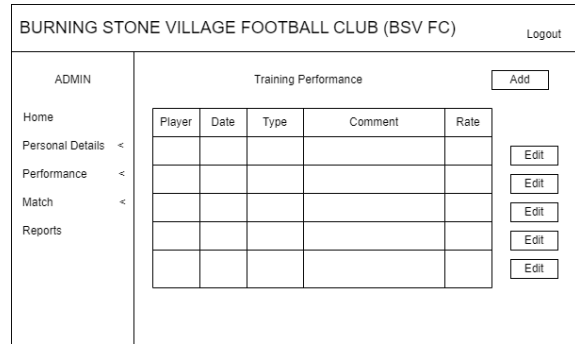 BURNING STONE VILLAGE FOOTBALL CLUB (BSV FC)
Logout
ADMIN
Home
Personal Details <
Performance <
Match <
Reports
Training Performance
Add
Player Date Type Comment Rate
Edit
Edit
Edit
Edit
Edit